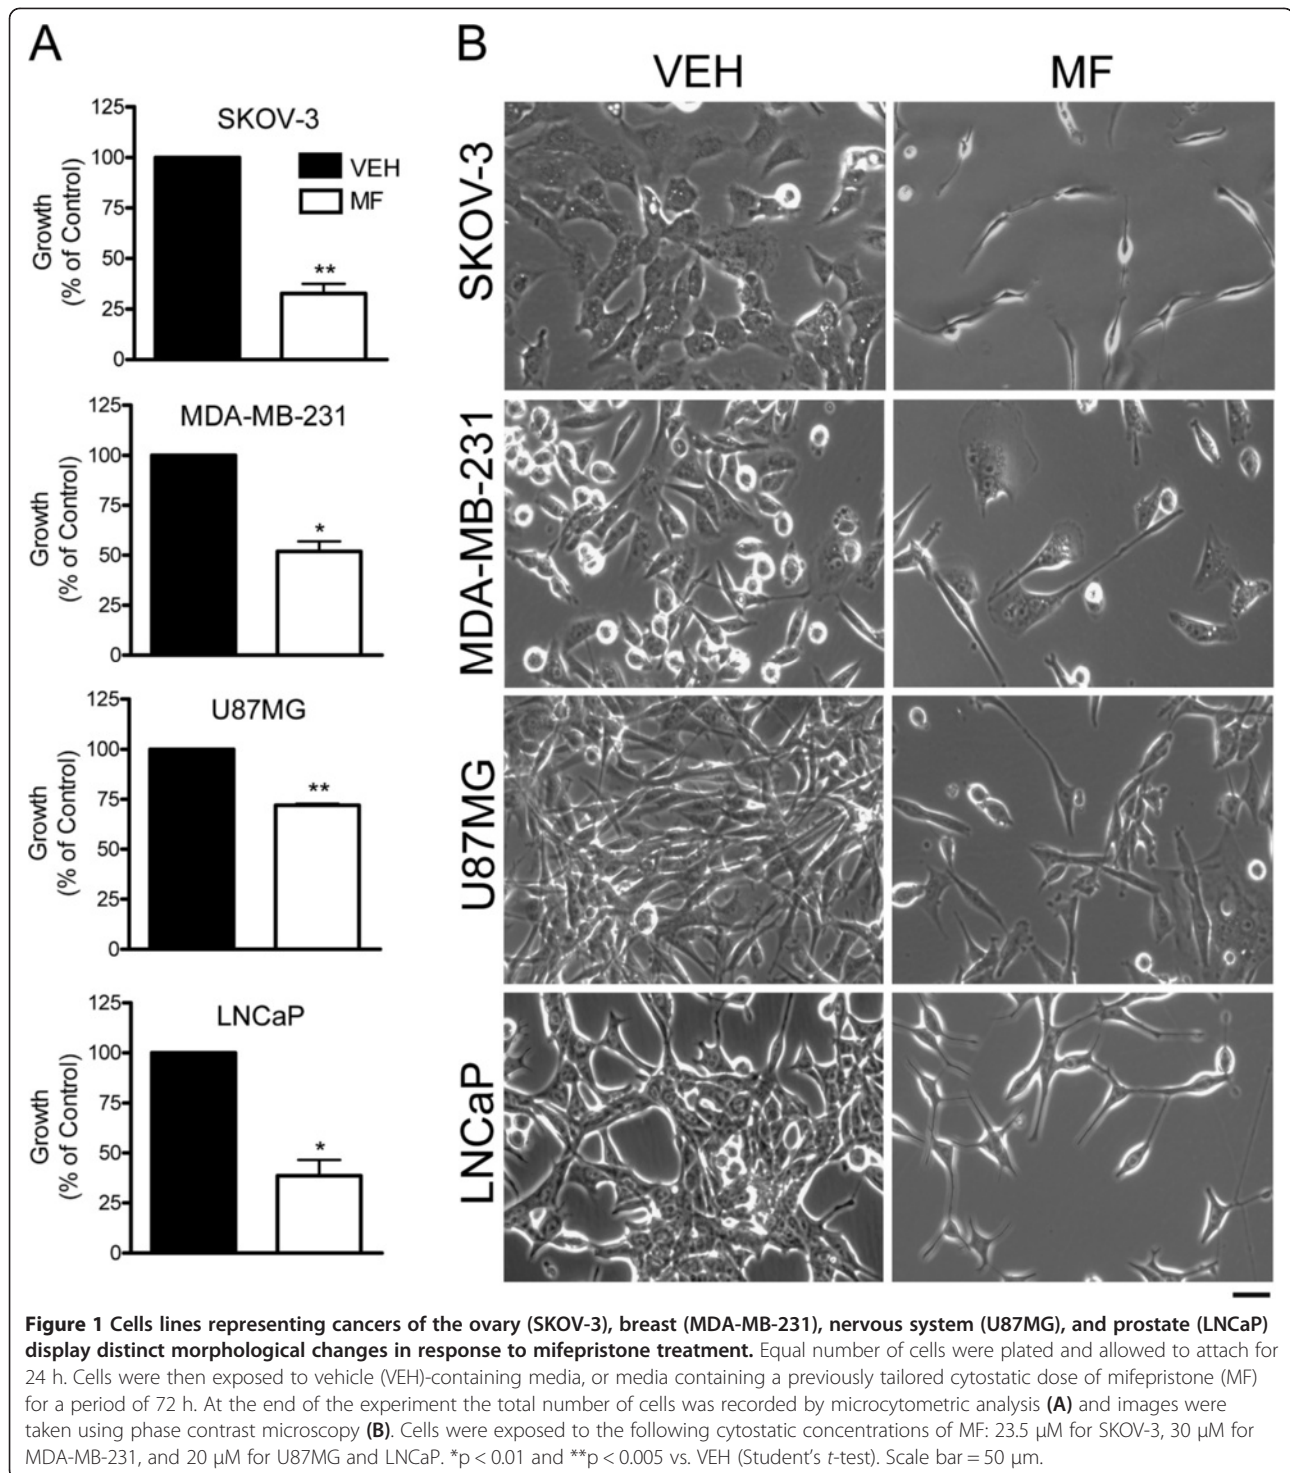 A
B
VEH
MF
125
100
75
50
25
0
Growth
(% of Control)
SKOV-3
VEH
MF
**
SKOV-3
125
100
75
50
25
0
Growth
(% of Control)
MDA-MB-231
*
MDA-MB-231
125
100
75
50
25
0
Growth
(% of Control)
U87MG
**
U87MG
125
100
75
50
25
0
Growth
(% of Control)
LNCaP
*
LNCaP
Figure 1 Cells lines representing cancers of the ovary (SKOV-3), breast (MDA-MB-231), nervous system (U87MG), and prostate (LNCaP)
display distinct morphological changes in response to mifepristone treatment. Equal number of cells were plated and allowed to attach for
24 h. Cells were then exposed to vehicle (VEH)-containing media, or media containing a previously tailored cytostatic dose of mifepristone (MF)
for a period of 72 h. At the end of the experiment the total number of cells was recorded by microcytometric analysis (A) and images were
taken using phase contrast microscopy (B). Cells were exposed to the following cytostatic concentrations of MF: 23.5 μM for SKOV-3, 30 μM for
MDA-MB-231, and 20 μM for U87MG and LNCaP. *p < 0.01 and **p < 0.005 vs. VEH (Student's t-test). Scale bar = 50 μm.